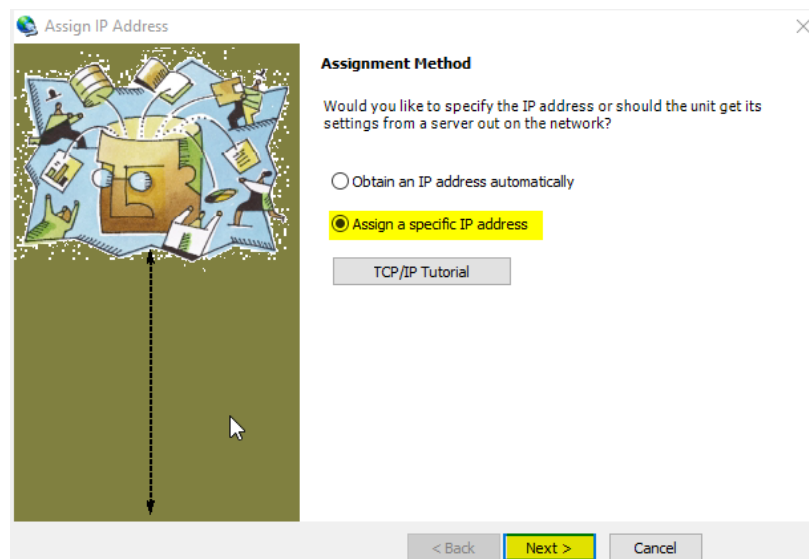 Assign IP Address
Assignment Method
Would you like to specify the IP address or should the unit get its
settings from a server out on the network?
Obtain an IP address automatically
Assign a specific IP address
TCP/IP Tutorial
< Back Next > Cancel